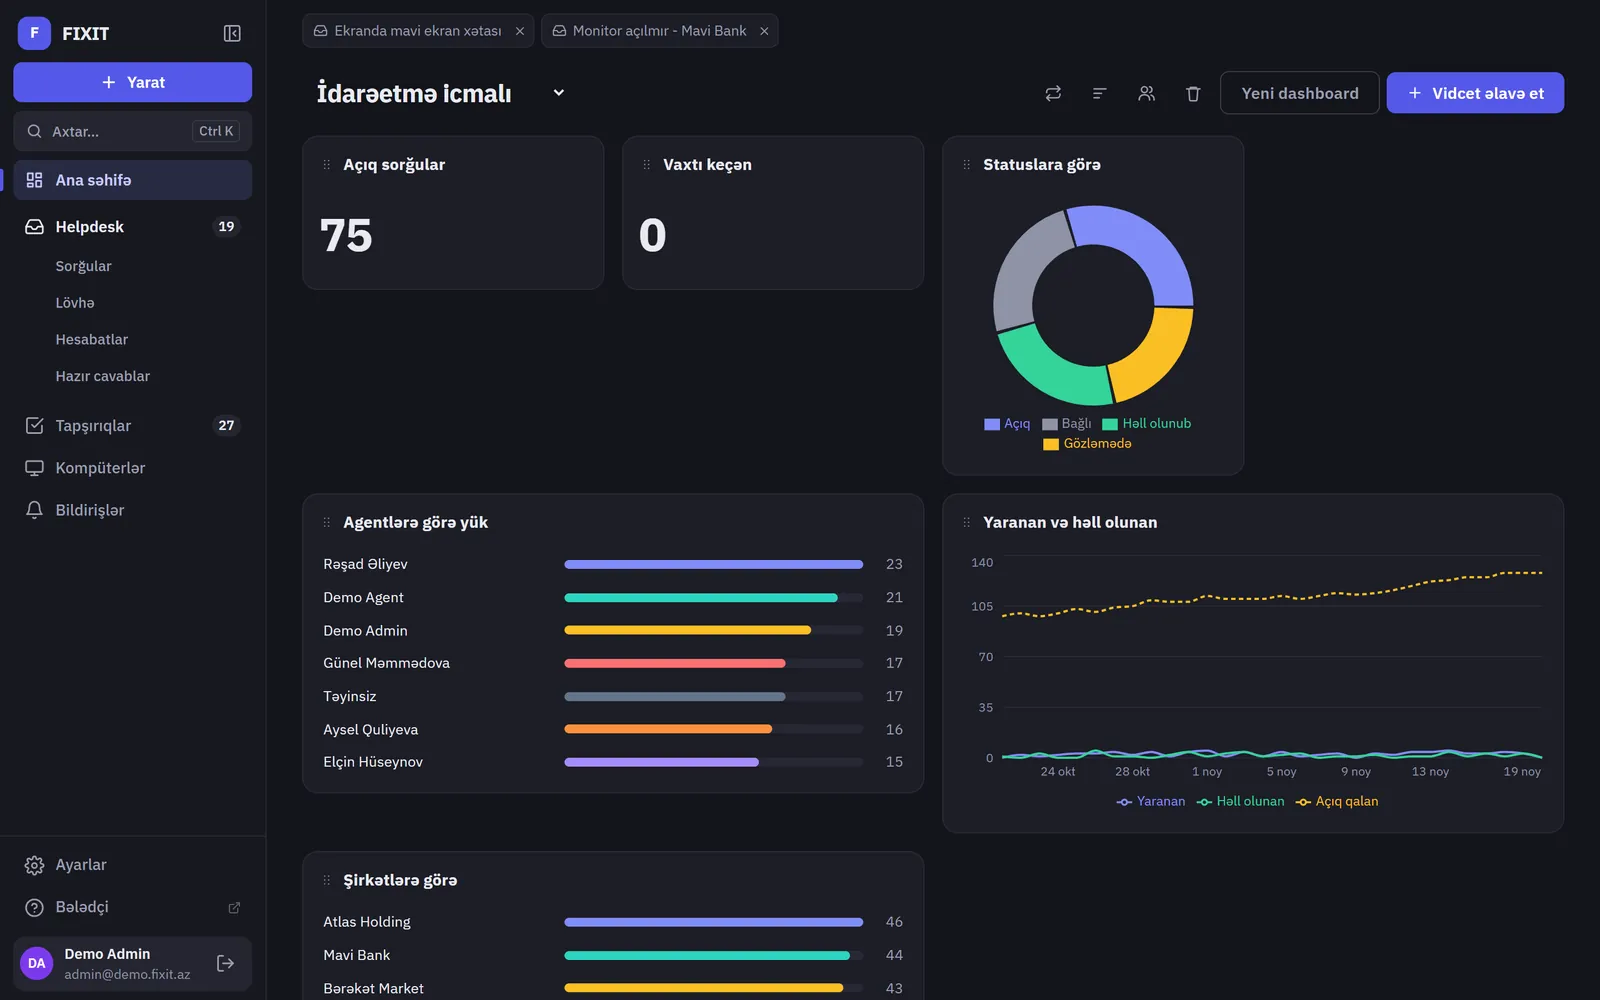 F FIXIT
+ Yarat
Axtar... Ctrl K
Ana səhifə
Helpdesk 19
Sorğular
Lövhə
Hesabatlar
Hazır cavablar
Tapşırıqlar 27
Kompüterlər
Bildirişlər
Ayarlar
Bələdçi
DA Demo Admin
admin@demo.fixit.az
Ekranda mavi ekran xətası ×
Monitor açılmır - Mavi Bank ×
İdarəetmə icmalı
Yeni dashboard
+ Vidcet əlavə et
Açıq sorğular
75
Vaxtı keçən
0
Statuslara görə
Açıq Bağlı Həll olunub
Gözləmədə
Agentlərə görə yük
Rəşad Əliyev 23
Demo Agent 21
Demo Admin 19
Günel Məmmədova 17
Təyinsiz 17
Aysel Quliyeva 16
Elçin Hüseynov 15
Yaranan və həll olunan
140
105
70
35
0
24 okt 28 okt 1 noy 5 noy 9 noy 13 noy 19 noy
Yaranan Həll olunan Açıq qalan
Şirkətlərə görə
Atlas Holding 46
Mavi Bank 44
Bərəkət Market 43